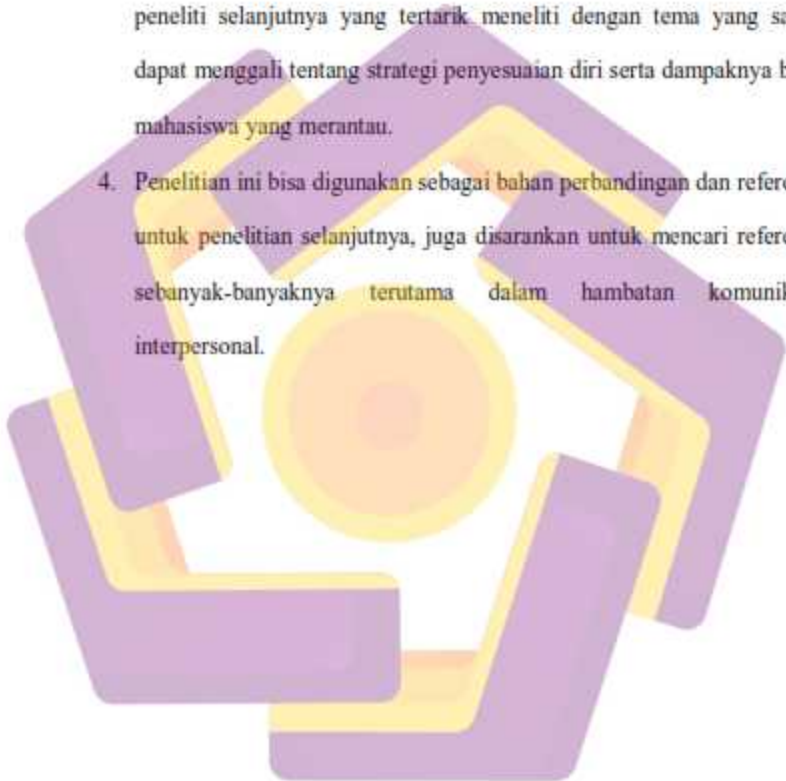 peneliti selanjutnya yang tertarik meneliti dengan tema yang
dapat menggali tentang strategi penyesuaian diri serta dampaknya
mahasiswa yang merantau.
4. Penelitian ini bisa digunakan sebagai bahan perbandingan dan
untuk penelitian selanjutnya, juga disarankan untuk mencari
sebanyak-banyaknya terutama dalam hambatan
interpersonal.